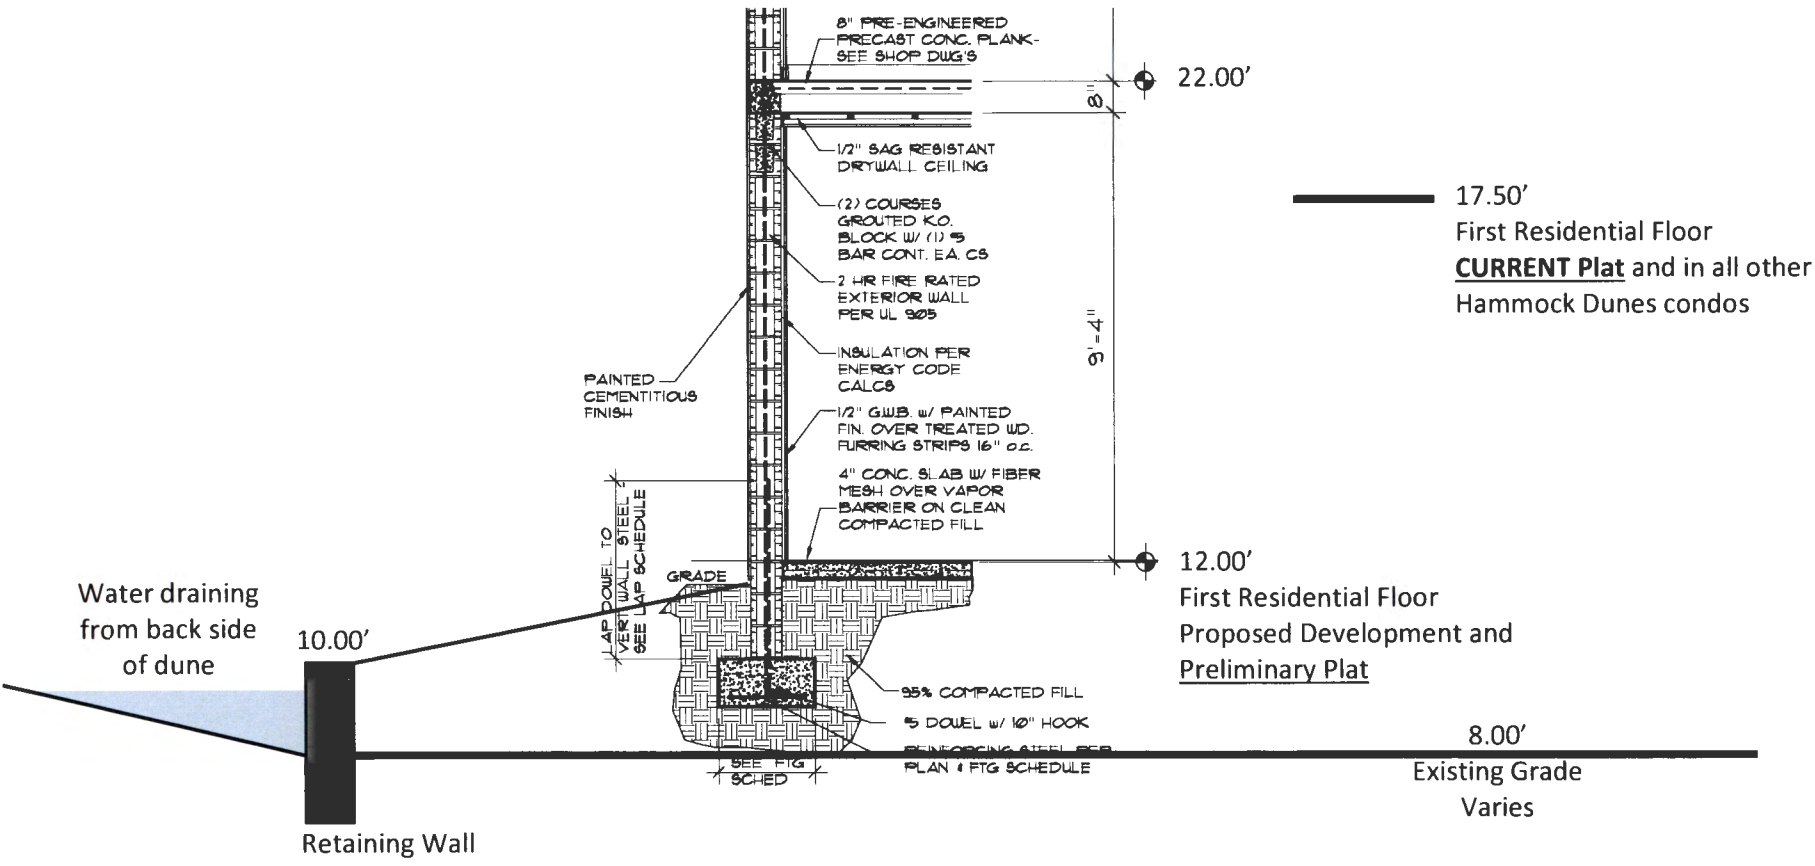 8" PRE-ENGINEERED
PRECAST CONC. PLANK-
SEE SHOP DWG'S
22.00'
8"
1/2" SAG RESISTANT
DRYWALL CEILING
17.50'
First Residential Floor
CURRENT Plat and in all other
Hammock Dunes condos
(2) COURSES
GROUTED K.O.
BLOCK W/ (1) #5
BAR CONT. EA. CS
2 HR FIRE RATED
EXTERIOR WALL
PER UL 905
9'-4"
INSULATION PER
ENERGY CODE
CALCS
PAINTED
CEMENTITIOUS
FINISH
1/2" G.W.B. w/ PAINTED
FIN. OVER TREATED WD.
FURRING STRIPS 16" o.c.
4" CONC. SLAB W/ FIBER
MESH OVER VAPOR
BARRIER ON CLEAN
COMPACTED FILL
LAP DOWEL TO
VERT WALL STEEL
SEE LAP SCHEDULE
GRADE
12.00'
First Residential Floor
Proposed Development and
Preliminary Plat
Water draining
from back side
of dune
10.00'
95% COMPACTED FILL
#5 DOWEL w/ 10" HOOK
REINFORCING STEEL PER
PLAN & FTG SCHEDULE
SEE FTG
SCHED
8.00'
Existing Grade
Varies
Retaining Wall